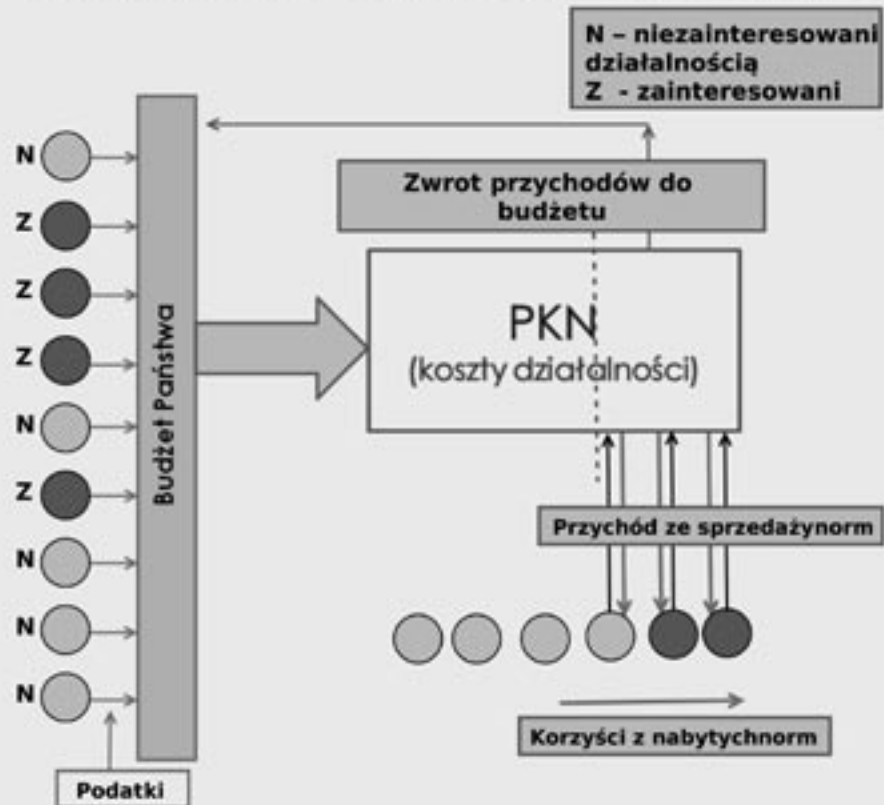 N – niezainteresowani
działalnością
Z - zainteresowani
N
Z
Z
Z
N
Z
N
N
N
Budżet Państwa
Zwrot przychodów do
budżetu
PKN
(koszty działalności)
Przychód ze sprzedażynorm
Korzyści z nabytychnorm
Podatki